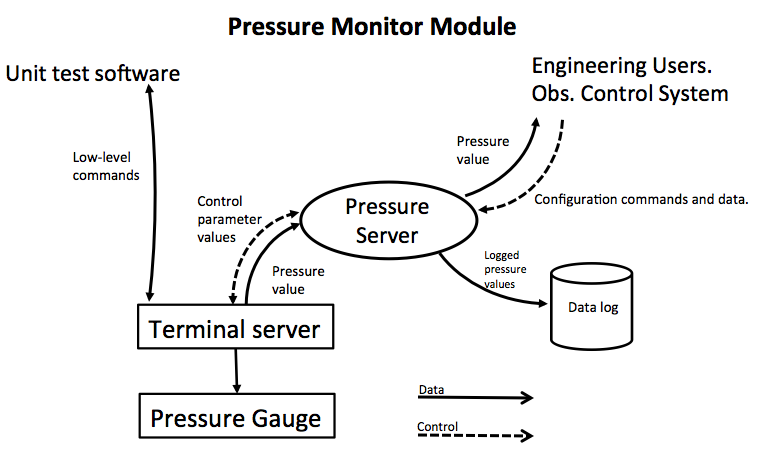 Pressure Monitor Module
Unit test software
Engineering Users.
Obs. Control System
Low-level
commands
Pressure
value
Control
parameter
values
Pressure
Server
Configuration commands and data.
Pressure
value
Logged
pressure
values
Data log
Terminal server
Pressure Gauge
Data
Control